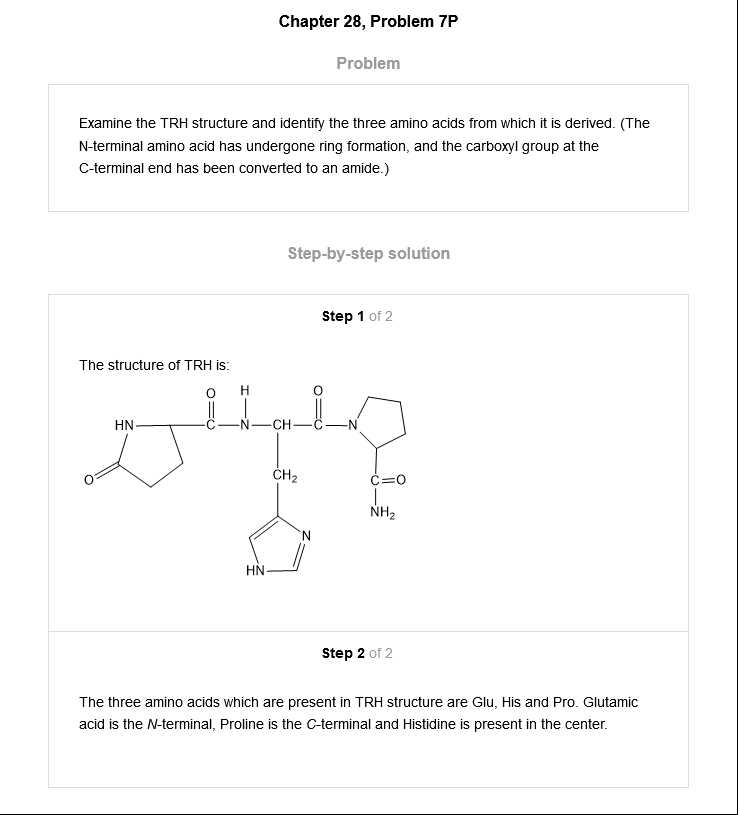 Chapter 28, Problem 7P
Problem
Examine the TRH structure and identify the three amino acids from which it is derived. (The
N-terminal amino acid has undergone ring formation, and the carboxyl group at the
C-terminal end has been converted to an amide.)
Step-by-step solution
Step 1 of 2
The structure of TRH is:
O H O
HN C N CH C N
O CH2 C=O
NH2
N
HN
Step 2 of 2
The three amino acids which are present in TRH structure are Glu, His and Pro. Glutamic
acid is the N-terminal, Proline is the C-terminal and Histidine is present in the center.